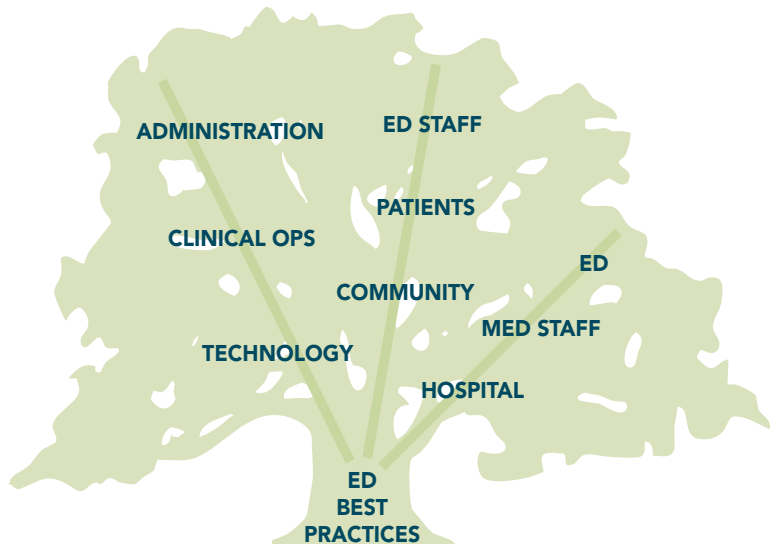 ADMINISTRATION
ED STAFF
PATIENTS
CLINICAL OPS
ED
COMMUNITY
MED STAFF
TECHNOLOGY
HOSPITAL
ED
BEST
PRACTICES